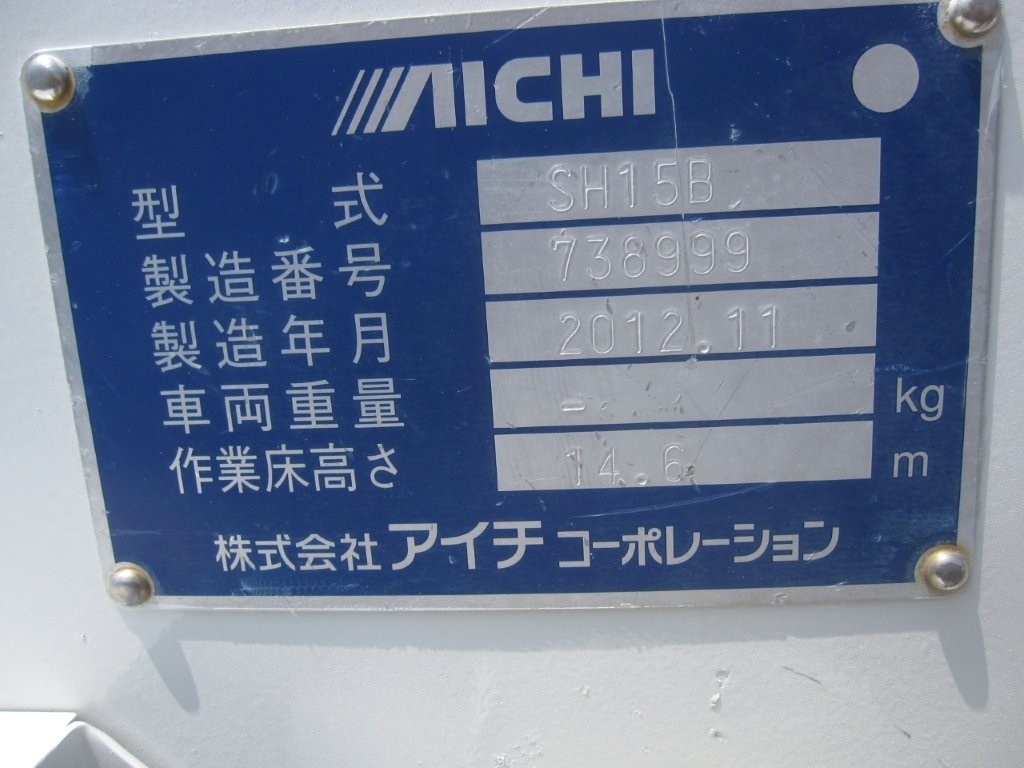 AICHI
型式 SH15B
製造番号 738999
製造年月 2012.11
車両重量 - kg
作業床高さ 14.6 m
株式会社アイチコーポレーション